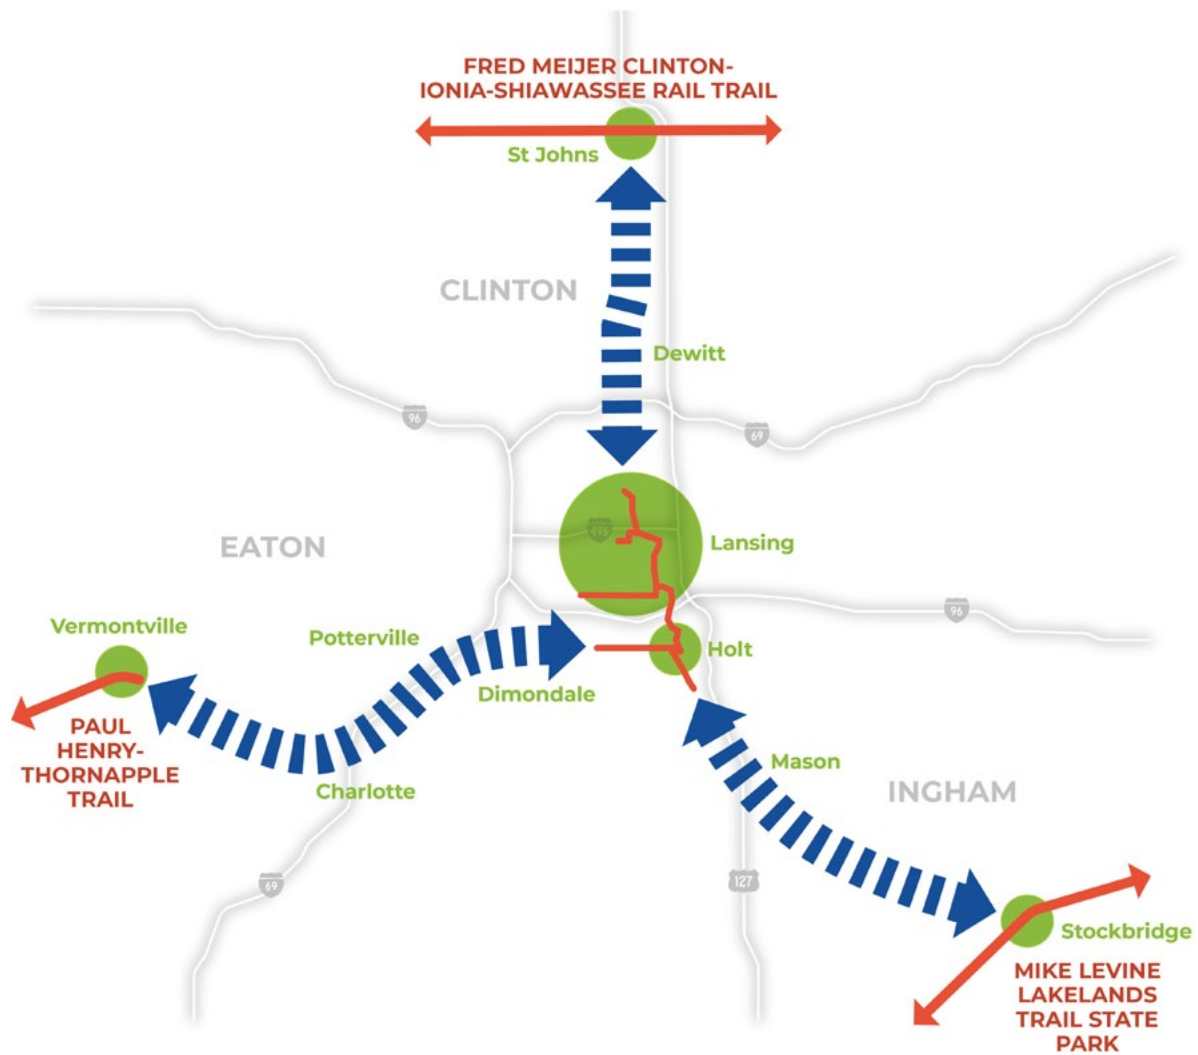 FRED MEIJER CLINTON-
IONIA-SHIAWASSEE RAIL TRAIL
St Johns
CLINTON
Dewitt
96
69
496
Lansing
EATON
96
Vermontville
Potterville
Holt
Dimondale
PAUL
HENRY-
THORNAPPLE
TRAIL
Charlotte
Mason
INGHAM
69
127
Stockbridge
MIKE LEVINE
LAKELANDS
TRAIL STATE
PARK